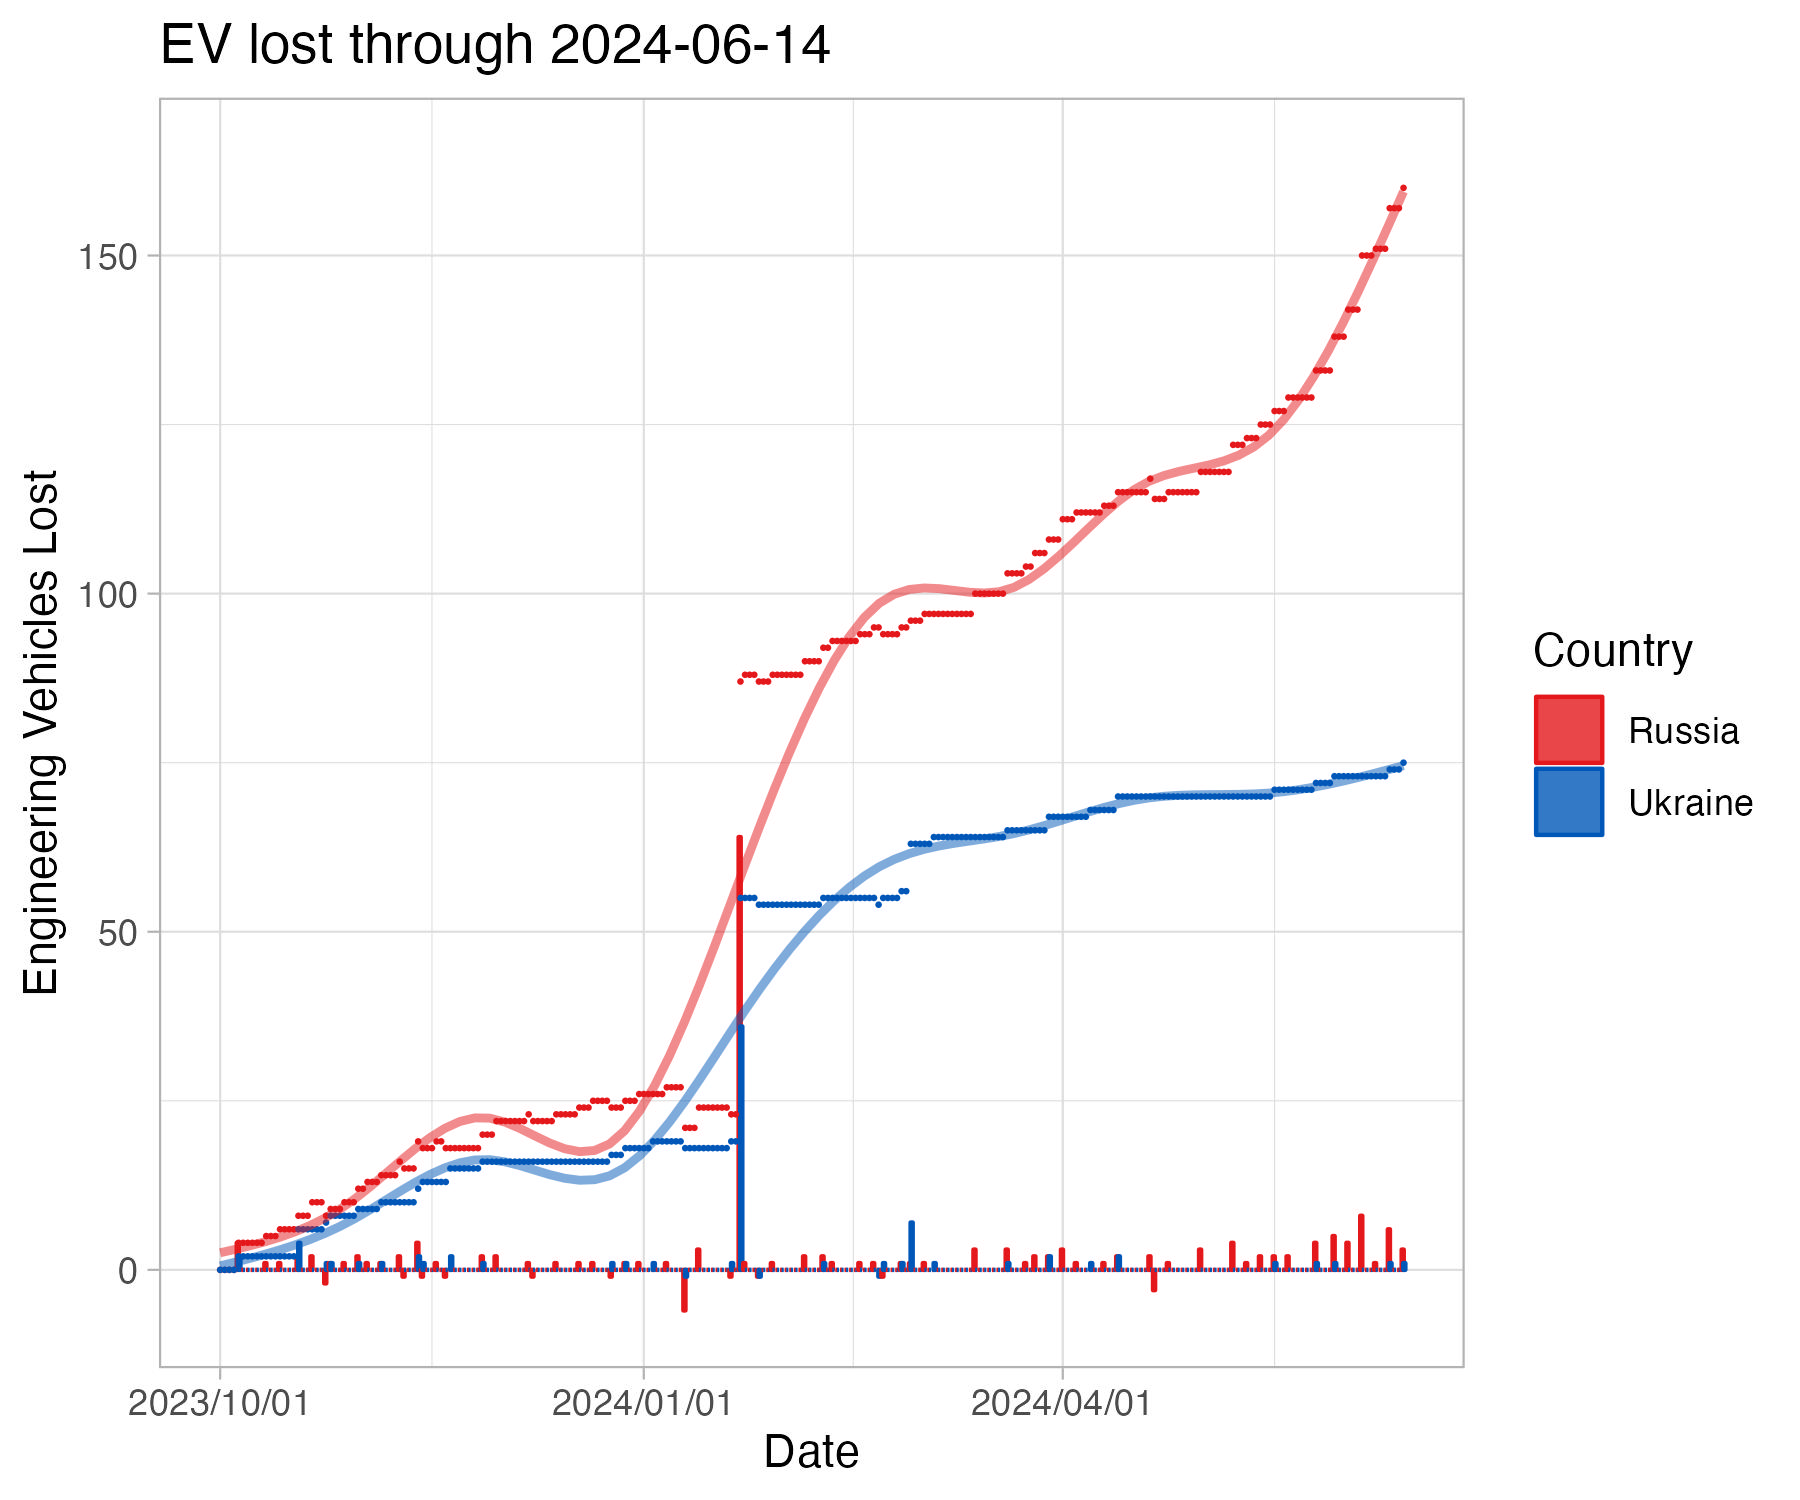 EV lost through 2024-06-14
Engineering Vehicles Lost
150
100
50
0
2023/10/01
2024/01/01
2024/04/01
Date
Country
Russia
Ukraine